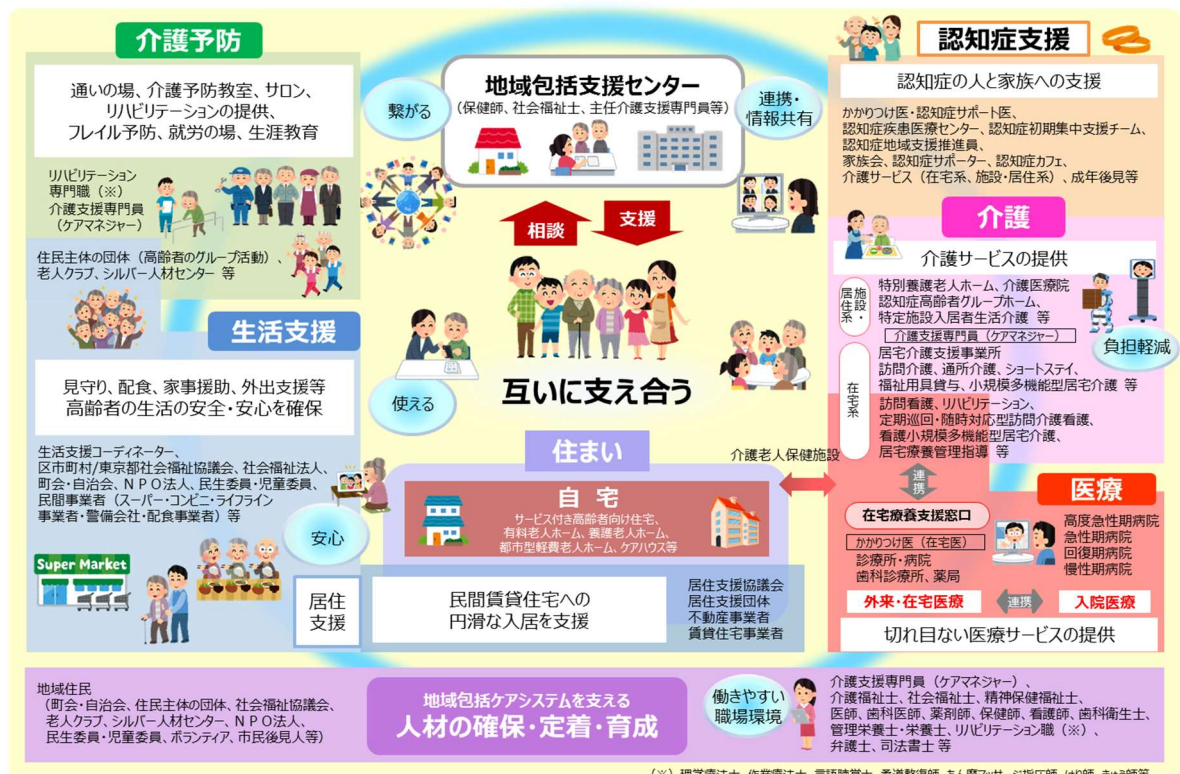 介護予防
通いの場、介護予防教室、サロン、
リハビリテーションの提供、
フレイル予防、就労の場、生涯教育
リハビリテーション
専門職（※）
介護支援専門員
（ケアマネジャー）
住民主体の団体（高齢者のグループ活動）、
老人クラブ、シルバー人材センター 等
繋がる
地域包括支援センター
（保健師、社会福祉士、主任介護支援専門員等）
連携・
情報共有
相談
支援
認知症支援
認知症の人と家族への支援
かかりつけ医・認知症サポート医、
認知症疾患医療センター、認知症初期集中支援チーム、
認知症地域支援推進員、
家族会、認知症サポーター、認知症カフェ、
介護サービス（在宅系、施設・居住系）、成年後見等
介護
介護サービスの提供
施設・
居住系
特別養護老人ホーム、介護医療院
認知症高齢者グループホーム、
特定施設入居者生活介護 等
介護支援専門員（ケアマネジャー）
負担軽減
在宅系
居宅介護支援事業所
訪問介護、通所介護、ショートステイ、
福祉用具貸与、小規模多機能型居宅介護 等
訪問看護、リハビリテーション、
定期巡回・随時対応型訪問介護看護、
看護小規模多機能型居宅介護、
居宅療養管理指導 等
生活支援
見守り、配食、家事援助、外出支援等
高齢者の生活の安全・安心を確保
生活支援コーディネーター、
区市町村/東京都社会福祉協議会、社会福祉法人、
町会・自治会、ＮＰＯ法人、民生委員・児童委員、
民間事業者（スーパー・コンビニ・ライフライン
事業者・警備会社・配食事業者）等
Super Market
安心
使える
互いに支え合う
住まい
自 宅
サービス付き高齢者向け住宅、
有料老人ホーム、養護老人ホーム、
都市型軽費老人ホーム、ケアハウス等
介護老人保健施設
居住
支援
民間賃貸住宅への
円滑な入居を支援
居住支援協議会
居住支援団体
不動産事業者
賃貸住宅事業者
連携
医療
在宅療養支援窓口
かかりつけ医（在宅医）
診療所・病院
歯科診療所、薬局
高度急性期病院
急性期病院
回復期病院
慢性期病院
外来・在宅医療
連携
入院医療
切れ目ない医療サービスの提供
地域住民
（町会・自治会、住民主体の団体、社会福祉協議会、
老人クラブ、シルバー人材センター、ＮＰＯ法人、
民生委員・児童委員、ボランティア、市民後見人等）
地域包括ケアシステムを支える
人材の確保・定着・育成
働きやすい
職場環境
介護支援専門員（ケアマネジャー）、
介護福祉士、社会福祉士、精神保健福祉士、
医師、歯科医師、薬剤師、保健師、看護師、歯科衛生士、
管理栄養士・栄養士、リハビリテーション職（※）、
弁護士、司法書士 等
（※）理学療法士、作業療法士、言語聴覚士、柔道整復師、あん摩マッサージ指圧師、はり師、きゅう師等